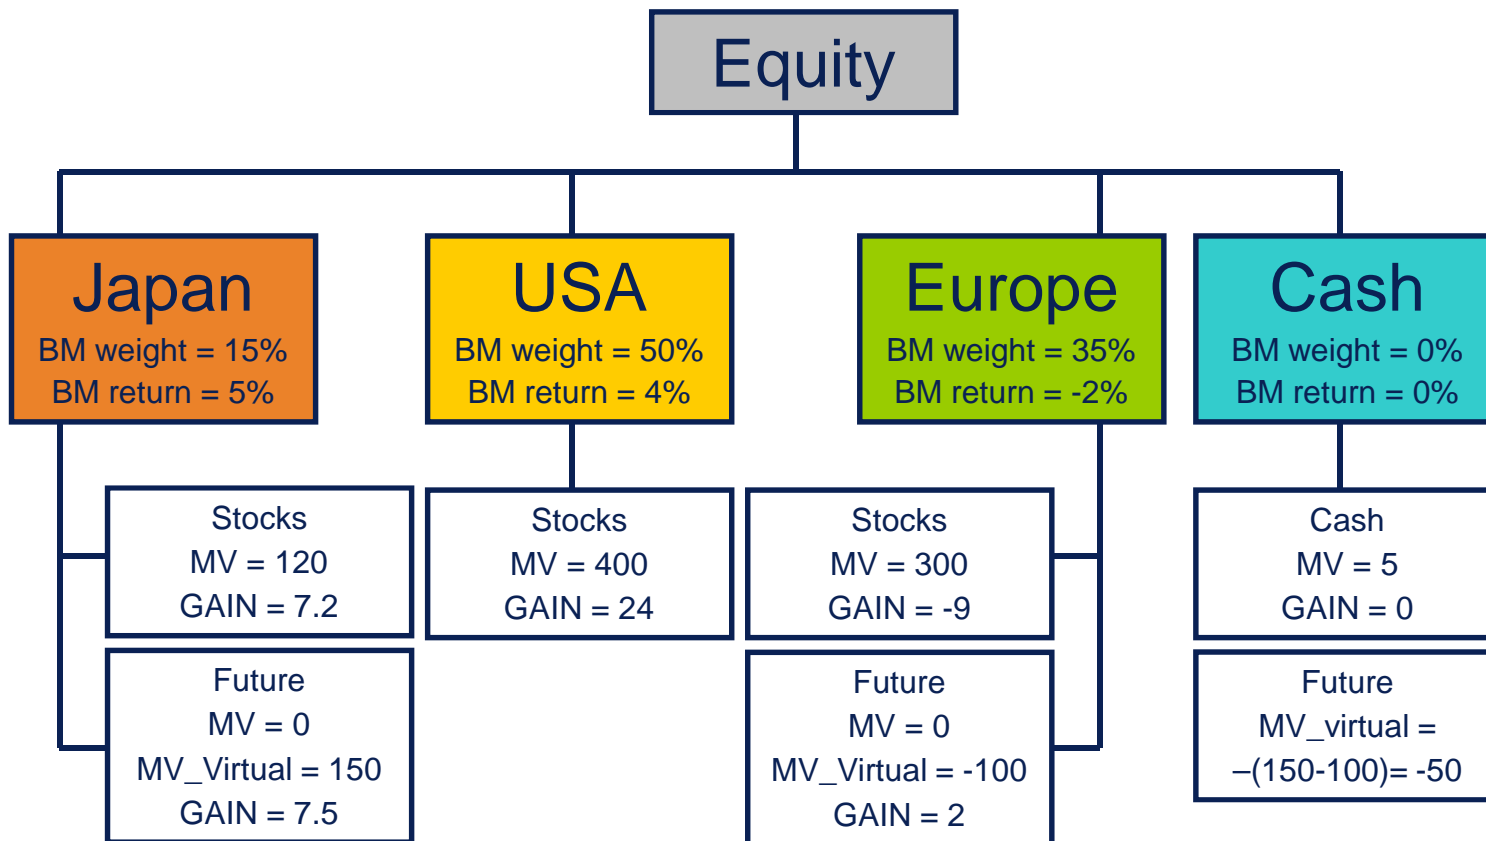 Equity
Japan
BM weight = 15%
BM return = 5%
USA
BM weight = 50%
BM return = 4%
Europe
BM weight = 35%
BM return = -2%
Cash
BM weight = 0%
BM return = 0%
Stocks
MV = 120
GAIN = 7.2
Future
MV = 0
MV_Virtual = 150
GAIN = 7.5
Stocks
MV = 400
GAIN = 24
Stocks
MV = 300
GAIN = -9
Future
MV = 0
MV_Virtual = -100
GAIN = 2
Cash
MV = 5
GAIN = 0
Future
MV_virtual =
–(150-100)= -50